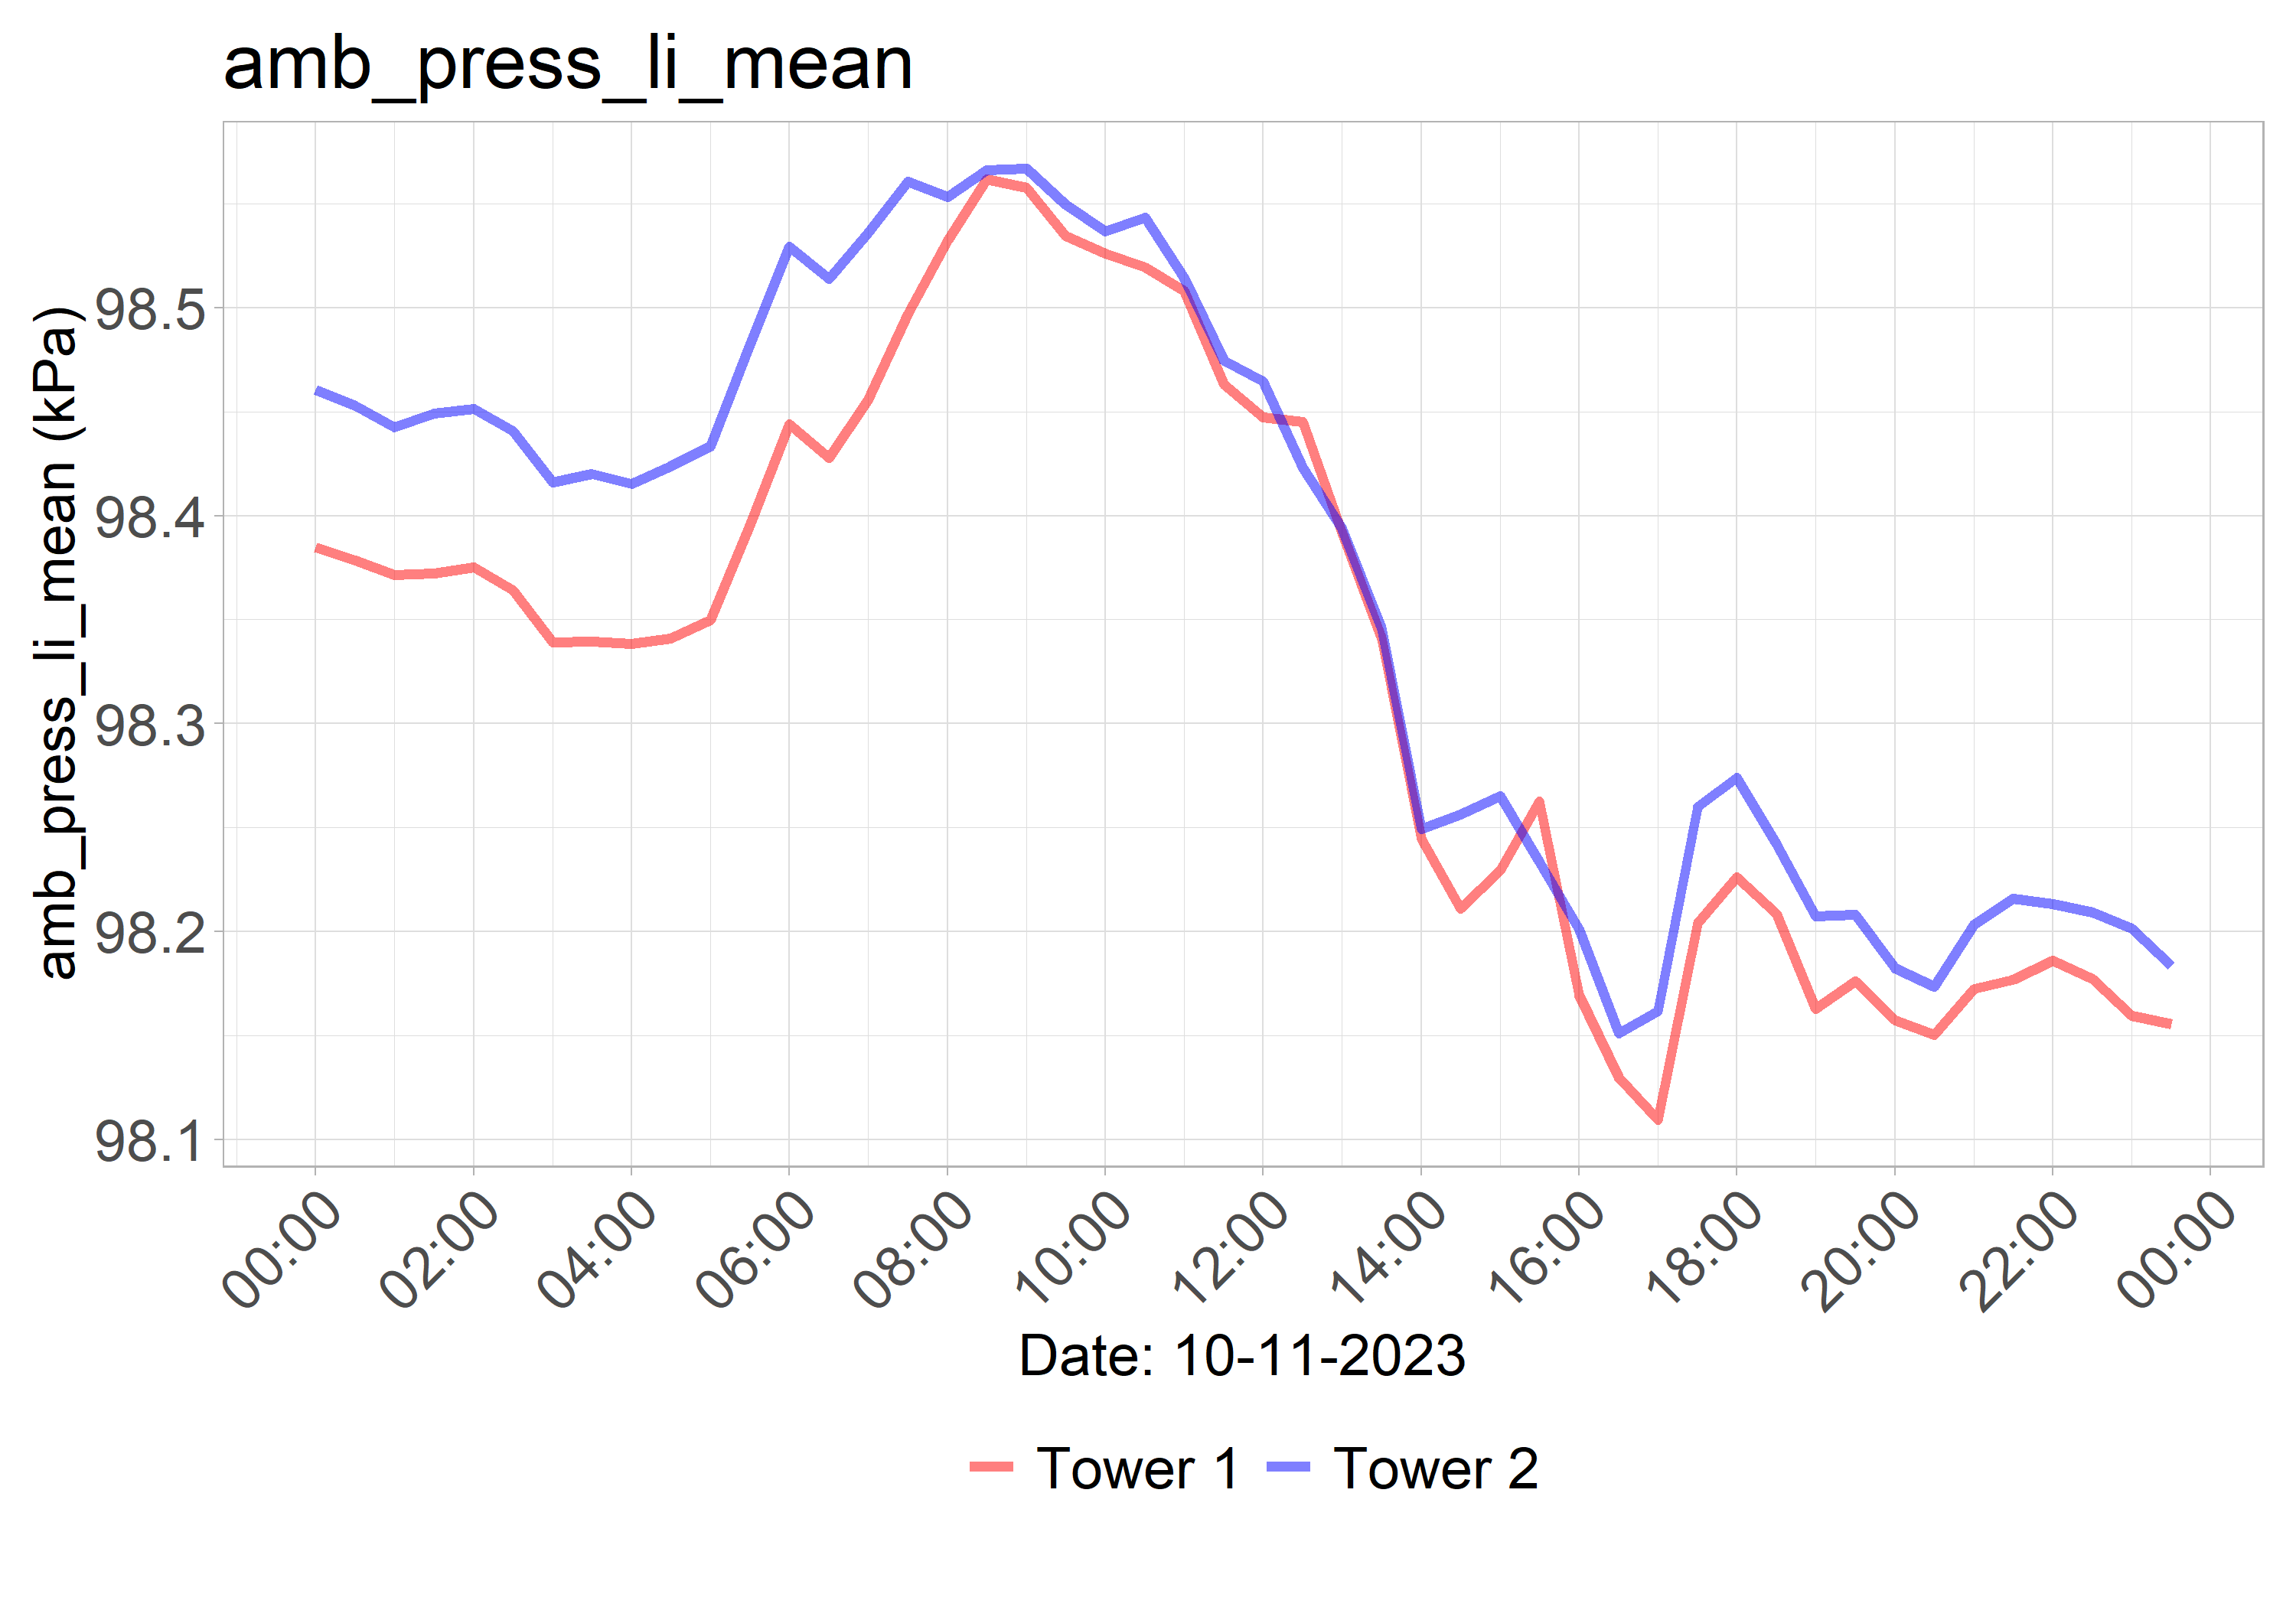 amb_press_li_mean
amb_press_li_mean (kPa)
98.5
98.4
98.3
98.2
98.1
00:00 02:00 04:00 06:00 08:00 10:00 12:00 14:00 16:00 18:00 20:00 22:00 00:00
Date: 10-11-2023
Tower 1 Tower 2